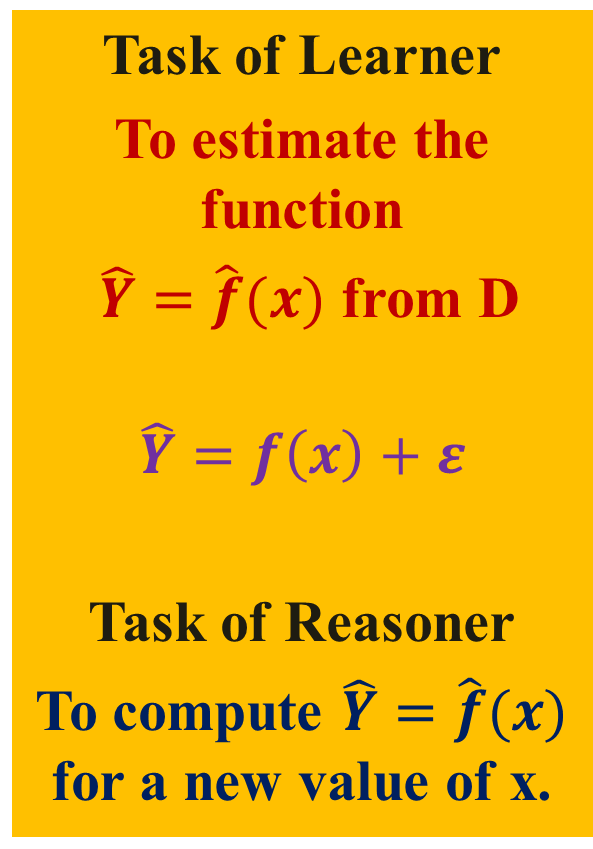 Task of Learner
To estimate the
function
Ŷ = f̂(x) from D
Ŷ = f(x) + ε
Task of Reasoner
To compute Ŷ = f̂(x)
for a new value of x.